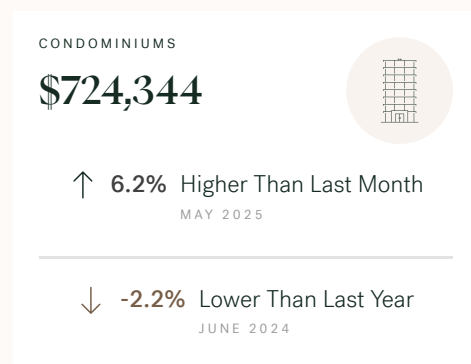 CONDOMINIUMS
$724,344
↑ 6.2% Higher Than Last Month
MAY 2025
↓ -2.2% Lower Than Last Year
JUNE 2024